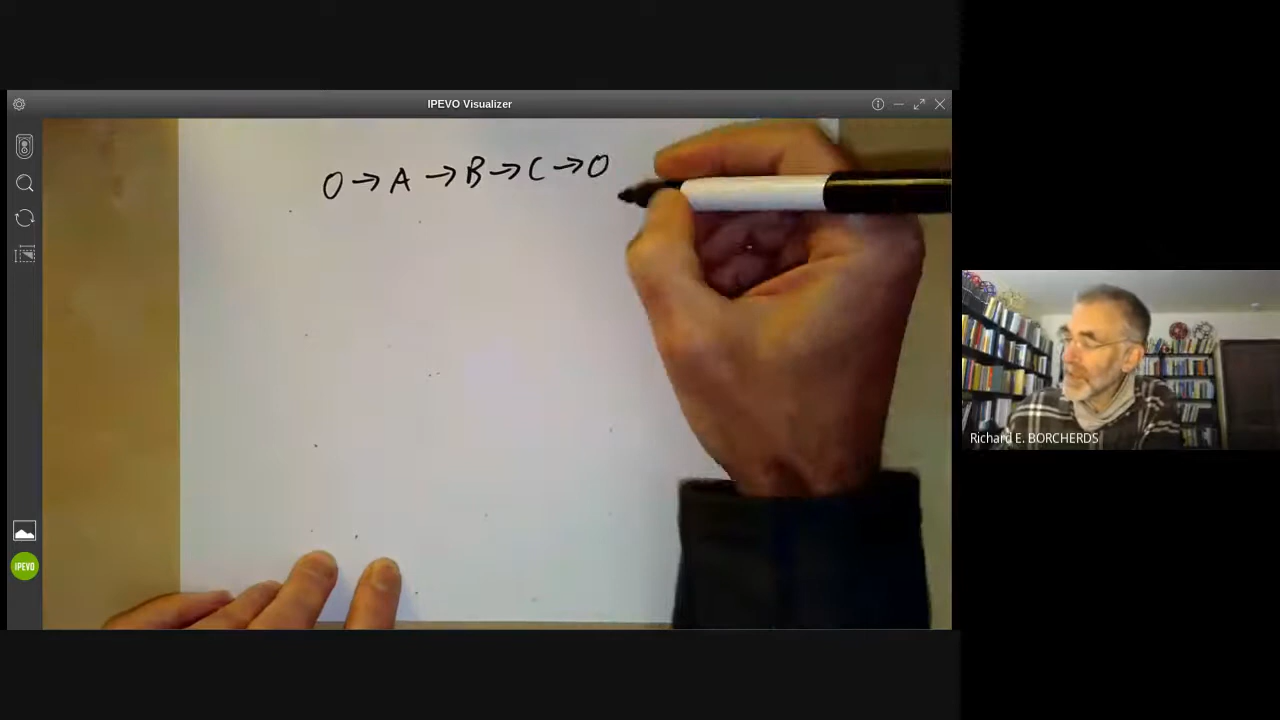 IPEVO Visualizer
0 → A → B → C → 0
IPEVO
Richard E. BORCHERDS